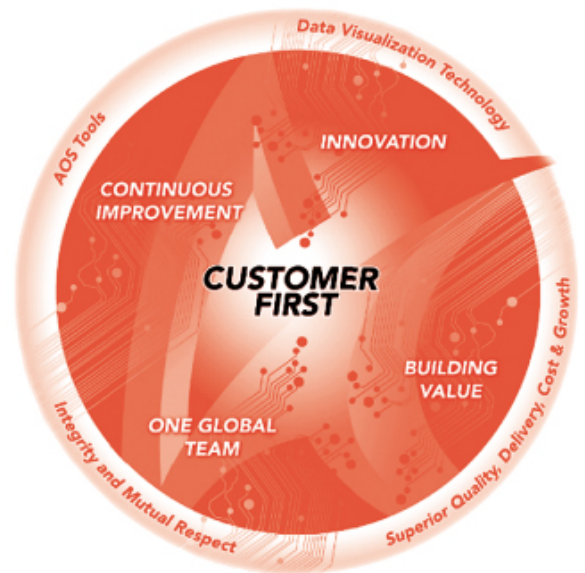 Data Visualization Technology
AOS Tools
INNOVATION
CONTINUOUS
IMPROVEMENT
CUSTOMER
FIRST
BUILDING
VALUE
ONE GLOBAL
TEAM
Integrity and Mutual Respect
Superior Quality, Delivery, Cost & Growth